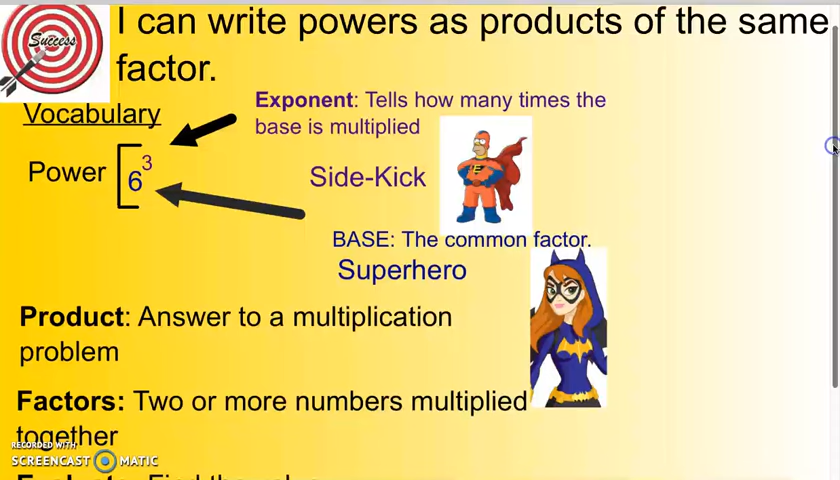 I can write powers as products of the same
factor.
Success
Vocabulary
Exponent: Tells how many times the
base is multiplied
Power 6³
Side-Kick
BASE: The common factor.
Superhero
Product: Answer to a multiplication
problem
Factors: Two or more numbers multiplied
together
RECORDED WITH
SCREENCAST MATIC